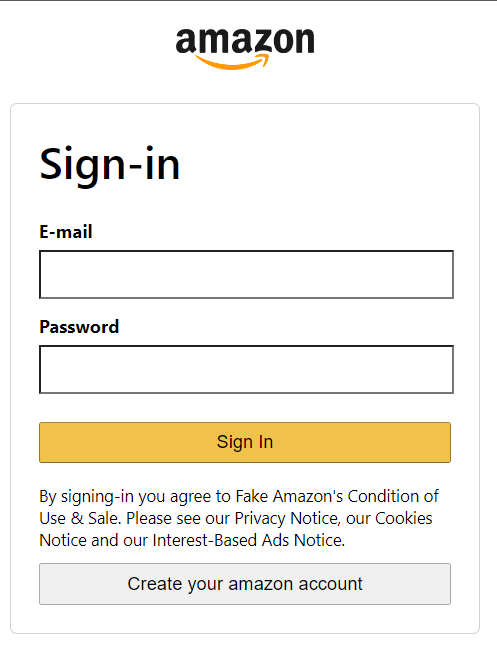 amazon
Sign-in
E-mail
Password
Sign In
By signing-in you agree to Fake Amazon's Condition of
Use & Sale. Please see our Privacy Notice, our Cookies
Notice and our Interest-Based Ads Notice.
Create your amazon account